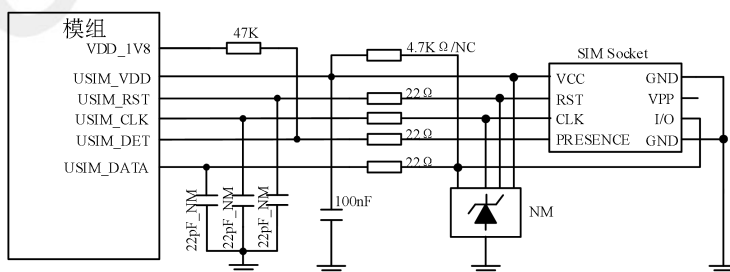 模组
VDD_1V8
47K
4.7KΩ/NC
SIM Socket
USIM_VDD
VCC
GND
USIM_RST
22Ω
RST
VPP
USIM_CLK
CLK
I/O
USIM_DET
22Ω
PRESENCE
GND
USIM_DATA
22Ω
22pF_NM
22pF_NM
22pF_NM
100nF
NM